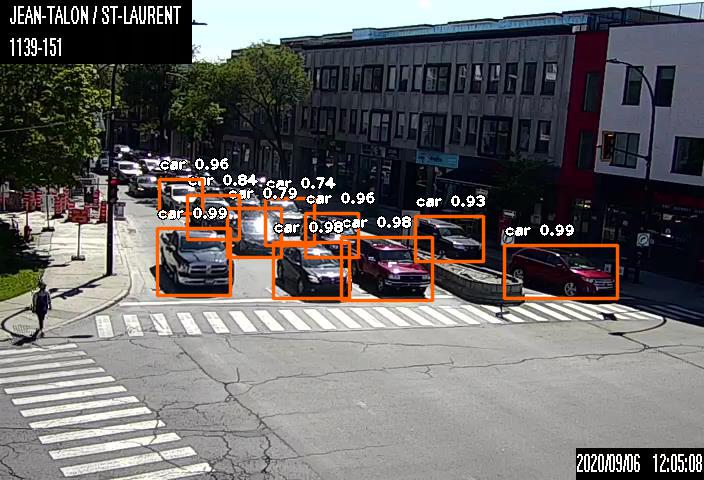 JEAN-TALON / ST-LAURENT
1139-151
car 0.96
car 0.84
car 0.74
car 0.79
car 0.96
car 0.93
car 0.99
car 0.98
car 0.98
car 0.99
2020/09/06 12:05:08